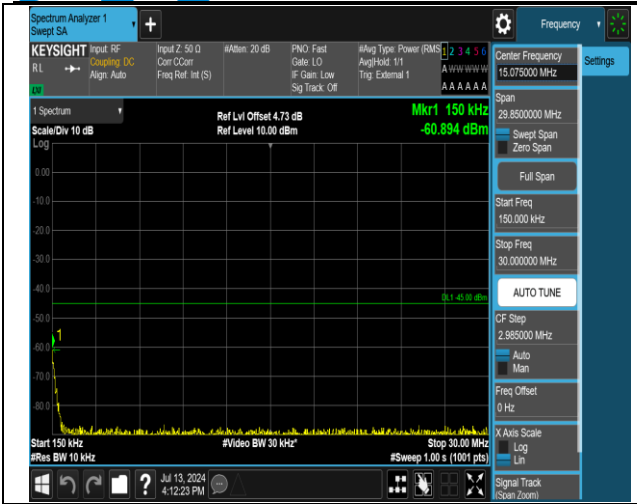 Spectrum Analyzer 1
Swept SA
Frequency
KEYSIGHT
RL
LNI
Input: RF
Coupling: DC
Align: Auto
Input Z: 50 Ω
Corr CCorr
Freq Ref: Int (S)
#Atten: 20 dB
PNO: Fast
Gate: LO
IF Gain: Low
Sig Track: Off
#Avg Type: Power (RMS
Avg|Hold: 1/1
Trig: External 1
1 2 3 4 5 6
A W W W W W
A A A A A A
1 Spectrum
Scale/Div 10 dB
Log
Ref Lvl Offset 4.73 dB
Ref Level 10.00 dBm
Mkr1 150 kHz
-60.894 dBm
0.00
-10.0
-20.0
-30.0
-40.0
-50.0
-60.0
-70.0
-80.0
DL1 -45.00 dBm
1
Start 150 kHz
#Res BW 10 kHz
#Video BW 30 kHz*
Stop 30.00 MHz
#Sweep 1.00 s (1001 pts)
Jul 13, 2024
4:12:23 PM
Center Frequency
15.075000 MHz
Span
29.8500000 MHz
Swept Span
Zero Span
Full Span
Start Freq
150.000 kHz
Stop Freq
30.000000 MHz
AUTO TUNE
CF Step
2.985000 MHz
Auto
Man
Freq Offset
0 Hz
X Axis Scale
Log
Lin
Signal Track
(Span Zoom)
Settings